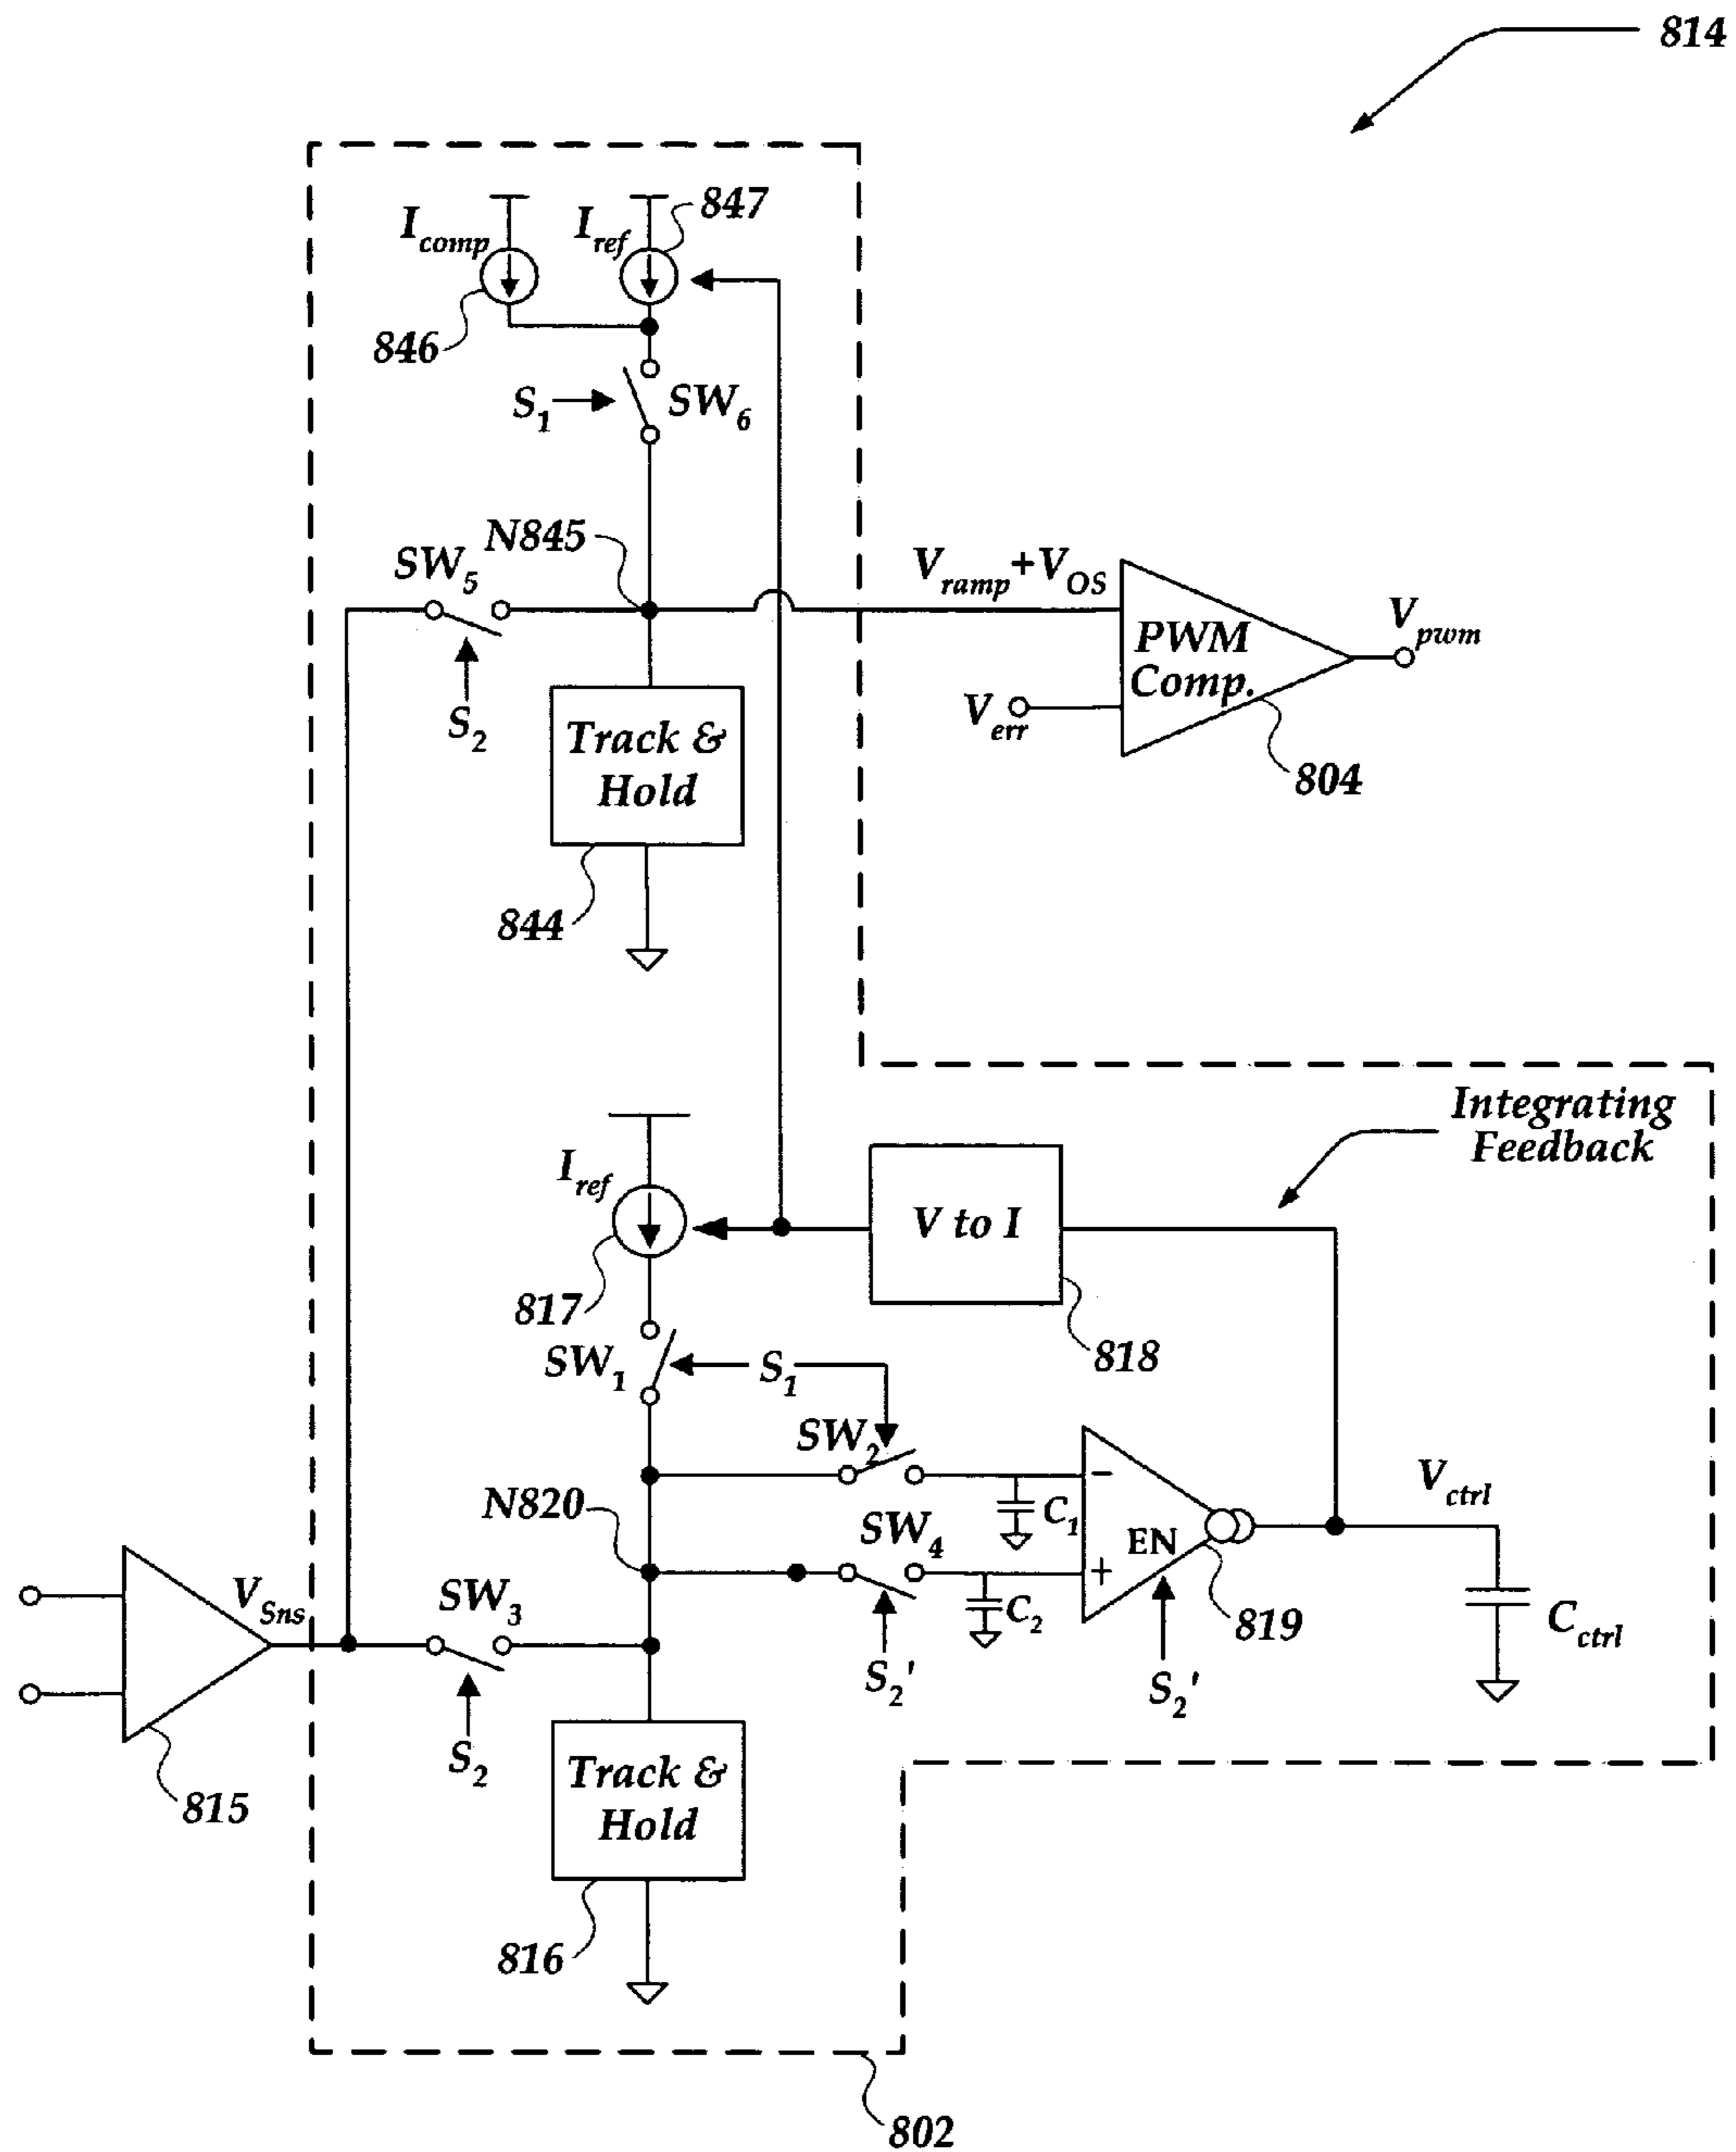 814
847
I_comp
I_ref
846
S_1
SW_6
N845
SW_5
S_2
V_ramp+V_OS
PWM
Comp.
V_pwm
V_err
804
Track &
Hold
844
Integrating
Feedback
I_ref
V to I
817
818
SW_1
S_1
SW_2
N820
C_1
SW_4
C_2
S_2'
−
+
EN
S_2'
819
V_ctrl
C_ctrl
V_Sns
SW_3
S_2
815
Track &
Hold
816
802